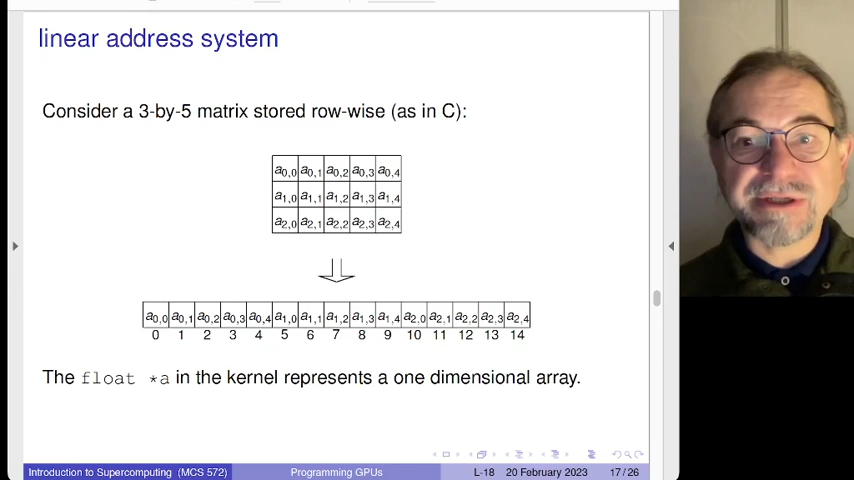 linear address system
Consider a 3-by-5 matrix stored row-wise (as in C):
a0,0 a0,1 a0,2 a0,3 a0,4
a1,0 a1,1 a1,2 a1,3 a1,4
a2,0 a2,1 a2,2 a2,3 a2,4
a0,0 a0,1 a0,2 a0,3 a0,4 a1,0 a1,1 a1,2 a1,3 a1,4 a2,0 a2,1 a2,2 a2,3 a2,4
0 1 2 3 4 5 6 7 8 9 10 11 12 13 14
The float *a in the kernel represents a one dimensional array.
Introduction to Supercomputing (MCS 572) Programming GPUs L-18 20 February 2023 17/26